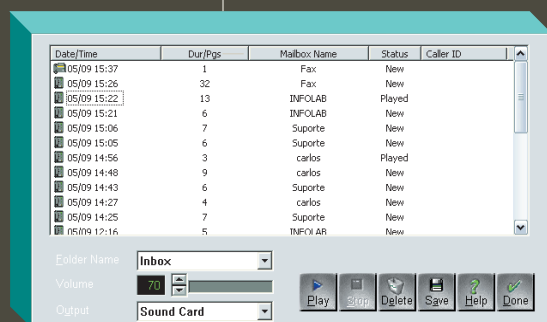 Date/Time Dur/Pgs Mailbox Name Status Caller ID
05/09 15:37 1 Fax New
05/09 15:26 32 Fax New
05/09 15:22 13 INFOLAB Played
05/09 15:21 6 INFOLAB New
05/09 15:06 7 Suporte New
05/09 15:05 6 Suporte New
05/09 14:56 3 carlos Played
05/09 14:48 9 carlos New
05/09 14:43 6 Suporte New
05/09 14:27 4 carlos New
05/09 14:25 7 Suporte New
05/09 12:16 5 INFOLAB New
Folder Name Inbox
Volume 70
Output Sound Card
Play Stop Delete Save Help Done